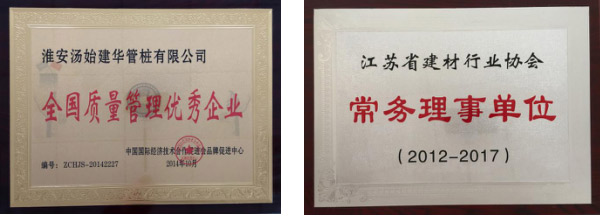 淮安汤始建华管桩有限公司
全国质量管理优秀企业
中国国际经济技术合作促进会品牌促进中心
编号：ZCHJS-20142227
2014年10月
江苏省建材行业协会
常务理事单位
(2012-2017)